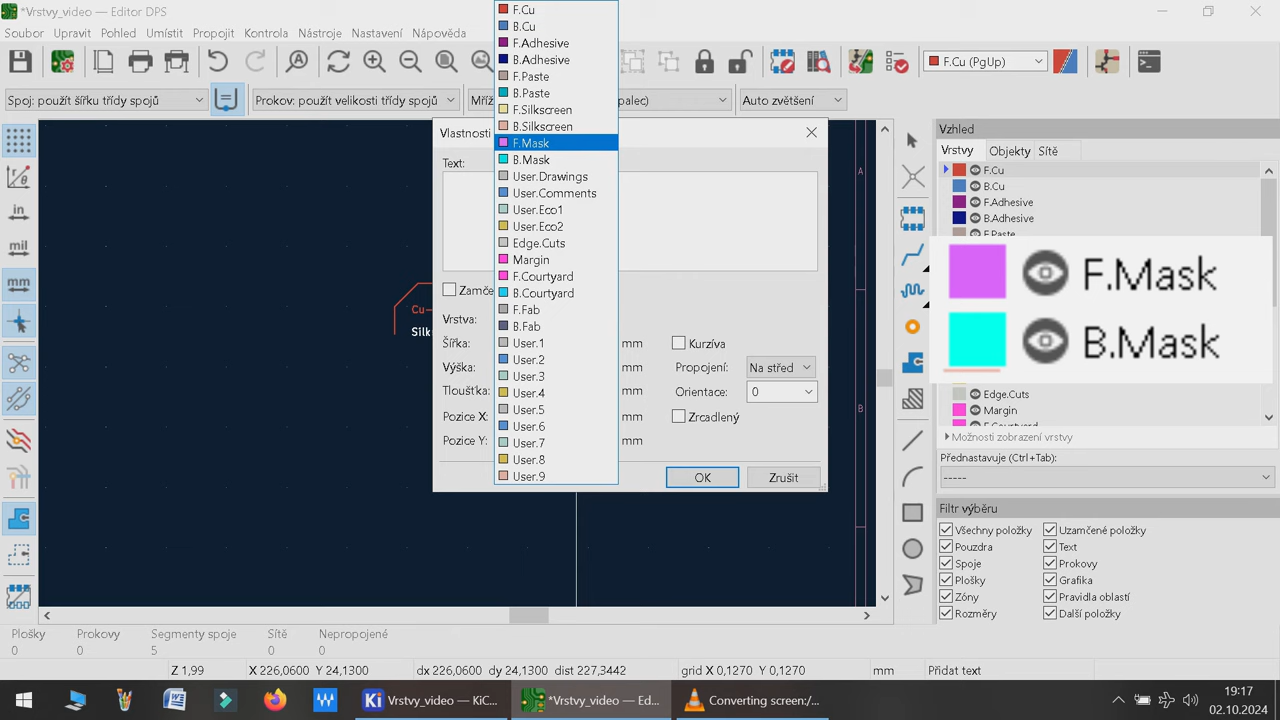 *Vrstvy_video — Editor DPS
Soubor Upravit Pohled Umístit Propojit Kontrola Nástroje Nastavení Nápověda
F.Cu (PgUp)
Spoj: použít šířku třídy spojů
Prokov: použijí velikosti třídy spojů
palec)
Auto zvětšení
F.Cu
B.Cu
F.Adhesive
B.Adhesive
F.Paste
B.Paste
F.Silkscreen
B.Silkscreen
F.Mask
B.Mask
User.Drawings
User.Comments
User.Eco1
User.Eco2
Edge.Cuts
Margin
F.Courtyard
B.Courtyard
F.Fab
B.Fab
User.1
User.2
User.3
User.4
User.5
User.6
User.7
User.8
User.9
in
mil
mm
Cu
Silk
Vlastnosti
Text:
Zamče
Vrstva:
Šířka: mm Kurzíva
Výška: mm Propojení: Na střed
Tloušťka: mm Orientace: 0
Pozice X: mm Zrcadlený
Pozice Y: mm
OK Zrušit
A
B
Vzhled
Vrstvy Objekty Sítě
F.Cu
B.Cu
F.Adhesive
B.Adhesive
F.Paste
F.Mask
B.Mask
Edge.Cuts
Margin
F.Courtyard
Možnosti zobrazení vrstvy
Přednastavuje (Ctrl+Tab):
-----
Filtr výběru
Všechny položky Uzamčené položky
Pouzdra Text
Spoje Prokovy
Plošky Grafika
Zóny Pravidla oblastí
Rozměry Další položky
Plošky Prokovy Segmenty spoje Sítě Nepropojené
0 0 5 0 0
Z 1.99 X 226,0600 Y 24,1300 dx 226,0600 dy 24,1300 dist 227,3442 grid X 0,1270 Y 0,1270 mm Přidat text
Vrstvy_video — KiC...
*Vrstvy_video — Ed...
Converting screen:/...
19:17
02.10.2024